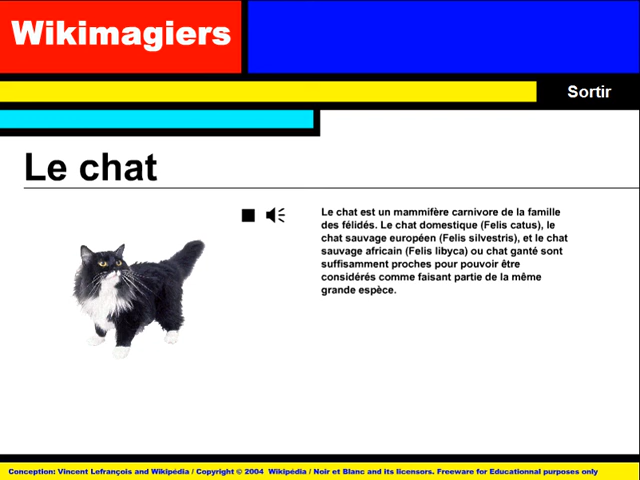 Wikimagiers
Sortir
Le chat
Le chat est un mammifère carnivore de la famille
des félidés. Le chat domestique (Felis catus), le
chat sauvage européen (Felis silvestris), et le chat
sauvage africain (Felis libyca) ou chat ganté sont
suffisamment proches pour pouvoir être
considérés comme faisant partie de la même
grande espèce.
Conception: Vincent Lefrançois and Wikipédia / Copyright © 2004 Wikipédia / Noir et Blanc and its licensors. Freeware for Educationnal purposes only